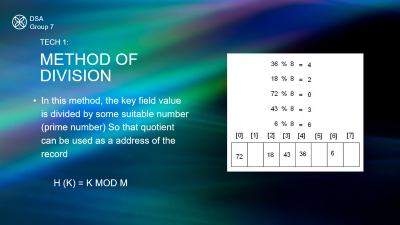 DSA
Group 7
TECH 1:
METHOD OF
DIVISION
• In this method, the key field value
is divided by some suitable number
(prime number) So that quotient
can be used as a address of the
record
H (K) = K MOD M
36 % 8 = 4
18 % 8 = 2
72 % 8 = 0
43 % 8 = 3
6 % 8 = 6
[0] [1] [2] [3] [4] [5] [6] [7]
72 18 43 36 6